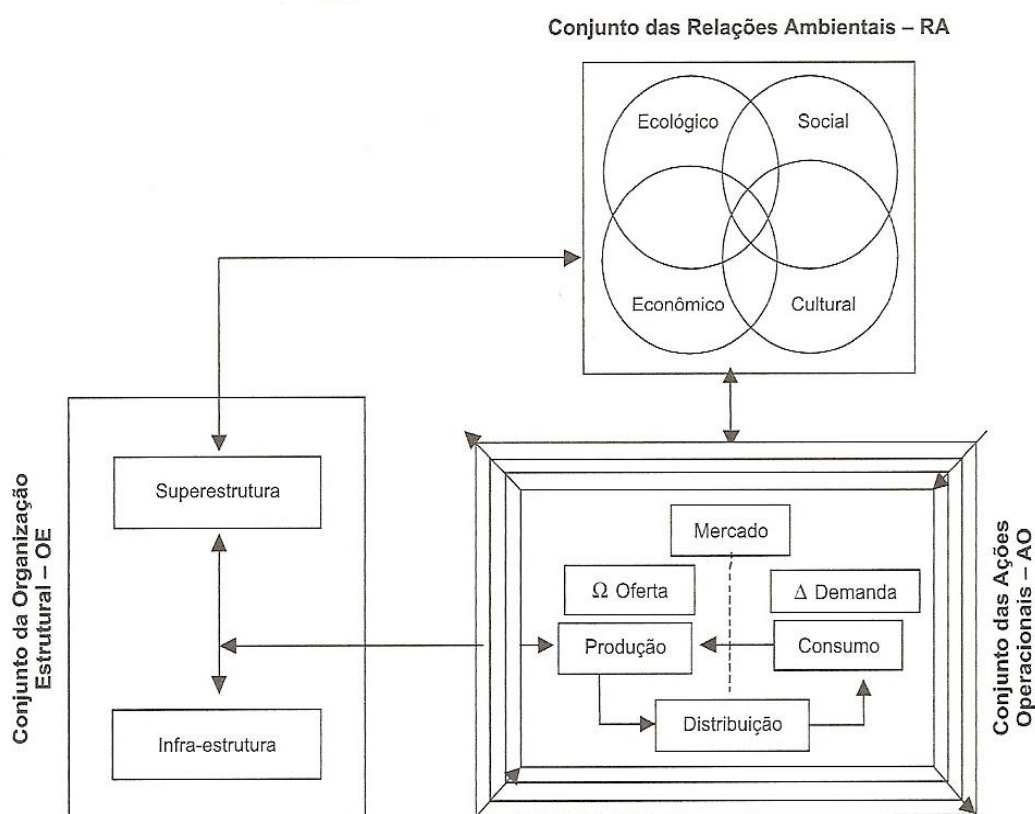 Conjunto das Relações Ambientais – RA
Ecológico
Social
Econômico
Cultural
Conjunto da Organização
Estrutural – OE
Superestrutura
Infra-estrutura
Mercado
Ω Oferta
Δ Demanda
Produção
Consumo
Distribuição
Conjunto das Ações
Operacionais – AO